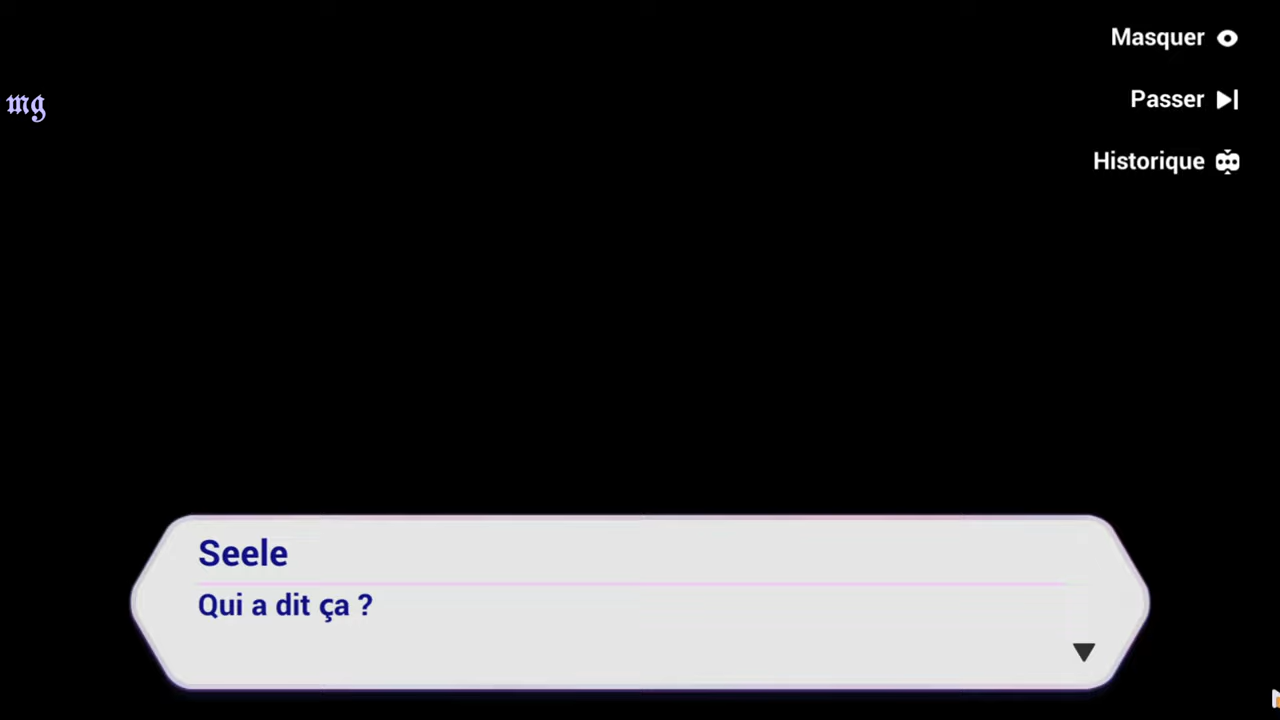 Masquer
𝔪𝔤
Passer
Historique
Seele
Qui a dit ça ?